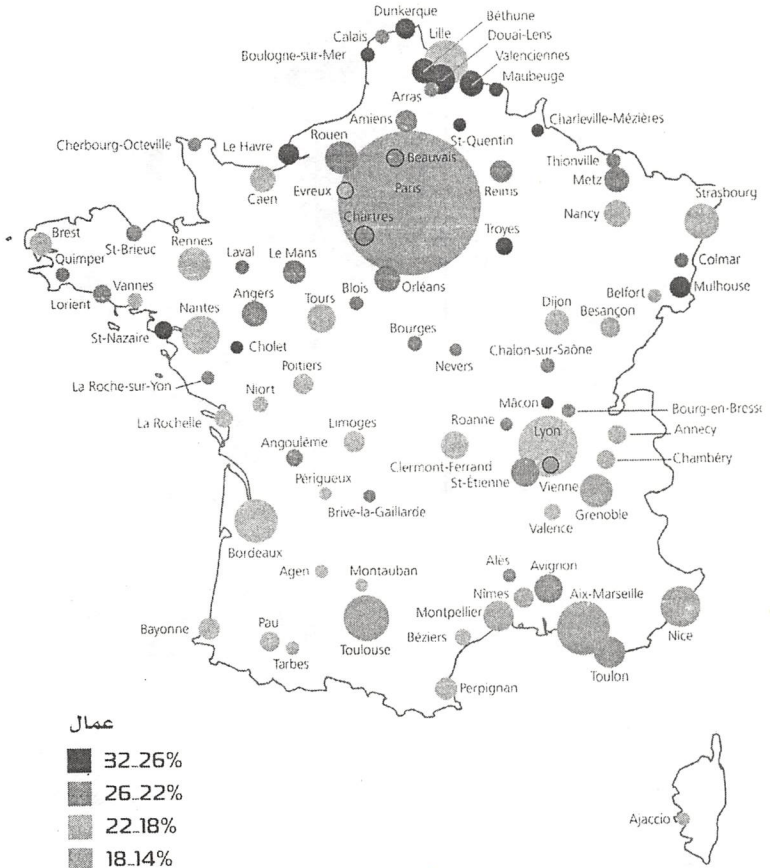 Dunkerque
Béthune
Calais
Lille
Douai-Lens
Boulogne-sur-Mer
Valenciennes
Maubeuge
Arras
Amiens
Charleville-Mézières
Cherbourg-Octeville
Le Havre
Rouen
St-Quentin
Beauvais
Thionville
Metz
Caen
Evreux
Paris
Reims
Strasbourg
Nancy
Chartres
Brest
St-Brieuc
Rennes
Troyes
Quimper
Laval
Le Mans
Colmar
Vannes
Blois
Orléans
Belfort
Mulhouse
Lorient
Angers
Tours
Dijon
Besançon
Nantes
St-Nazaire
Cholet
Bourges
Nevers
Chalon-sur-Saône
Poitiers
La Roche-sur-Yon
Niort
Mâcon
Bourg-en-Bresse
La Rochelle
Limoges
Roanne
Lyon
Annecy
Angoulême
Clermont-Ferrand
Chambéry
Périgueux
St-Étienne
Vienne
Brive-la-Gaillarde
Grenoble
Valence
Bordeaux
Agen
Montauban
Alès
Avignon
Nîmes
Aix-Marseille
Bayonne
Pau
Montpellier
Béziers
Nice
Tarbes
Toulouse
Toulon
Perpignan
عمال
32_26%
26_22%
22_18%
18_14%
Ajaccio